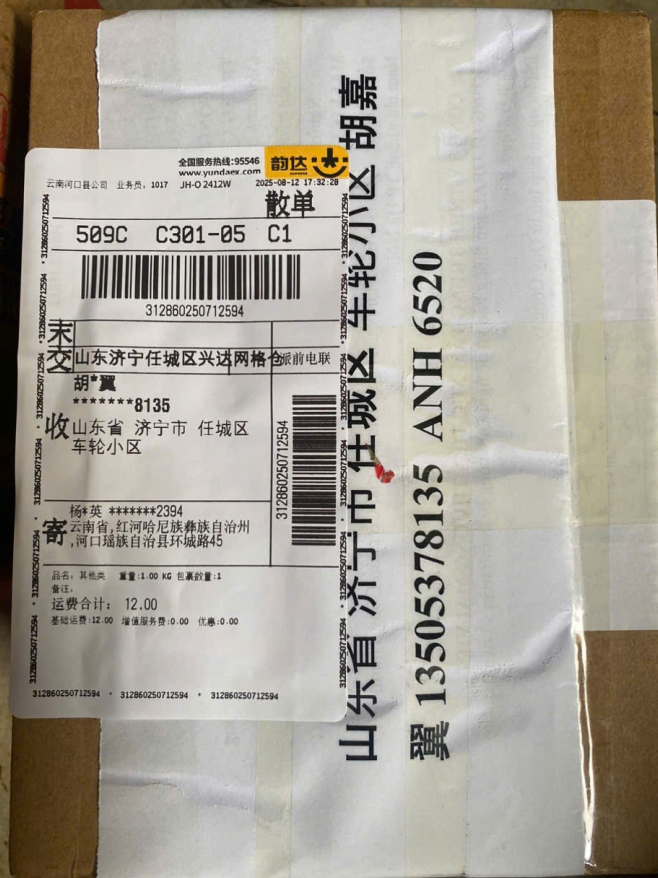 全国服务热线:95546
www.yundaex.com
韵达
云南河口县公司 业务员:1017 JH-O 2412W 2025-08-12 17:32:28
散单
509C C301-05 C1
312860250712594
末交
山东济宁任城区兴达网格仓
派前电联
胡*翼
*******8135
收
山东省 济宁市 任城区
车轮小区
312860250712594
寄
杨*英 *******2394
云南省,红河哈尼族彝族自治州
,河口瑶族自治县环城路45
品名: 其他类 重量:1.00 KG 包裹数量:1
备注:
运费合计: 12.00
基础运费:12.00 增值服务费:0.00 优惠:0.00
312860250712594 * 312860250712594 * 312860250712594
山东省 济宁市 任城区 车轮小区 胡嘉
翼 13505378135 ANH 6520